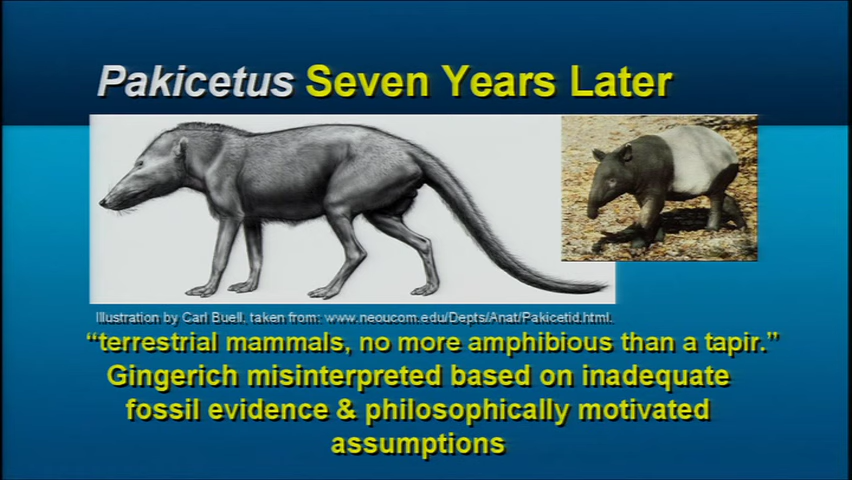 Pakicetus Seven Years Later
Illustration by Carl Buell, taken from: www.neoucom.edu/Depts/Anat/Pakicetid.html.
“terrestrial mammals, no more amphibious than a tapir.”
Gingerich misinterpreted based on inadequate
fossil evidence & philosophically motivated
assumptions